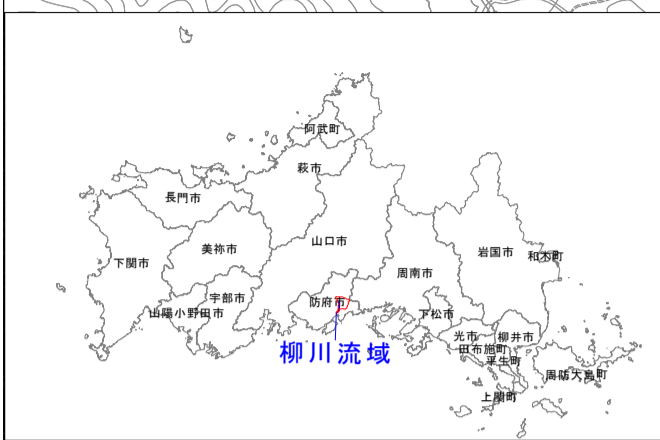 阿武町
萩市
長門市
山口市
美祢市
下関市
岩国市
和木町
周南市
宇部市
防府市
山陽小野田市
下松市
光市
柳井市
田布施町
平生町
柳川流域
周防大島町
上関町